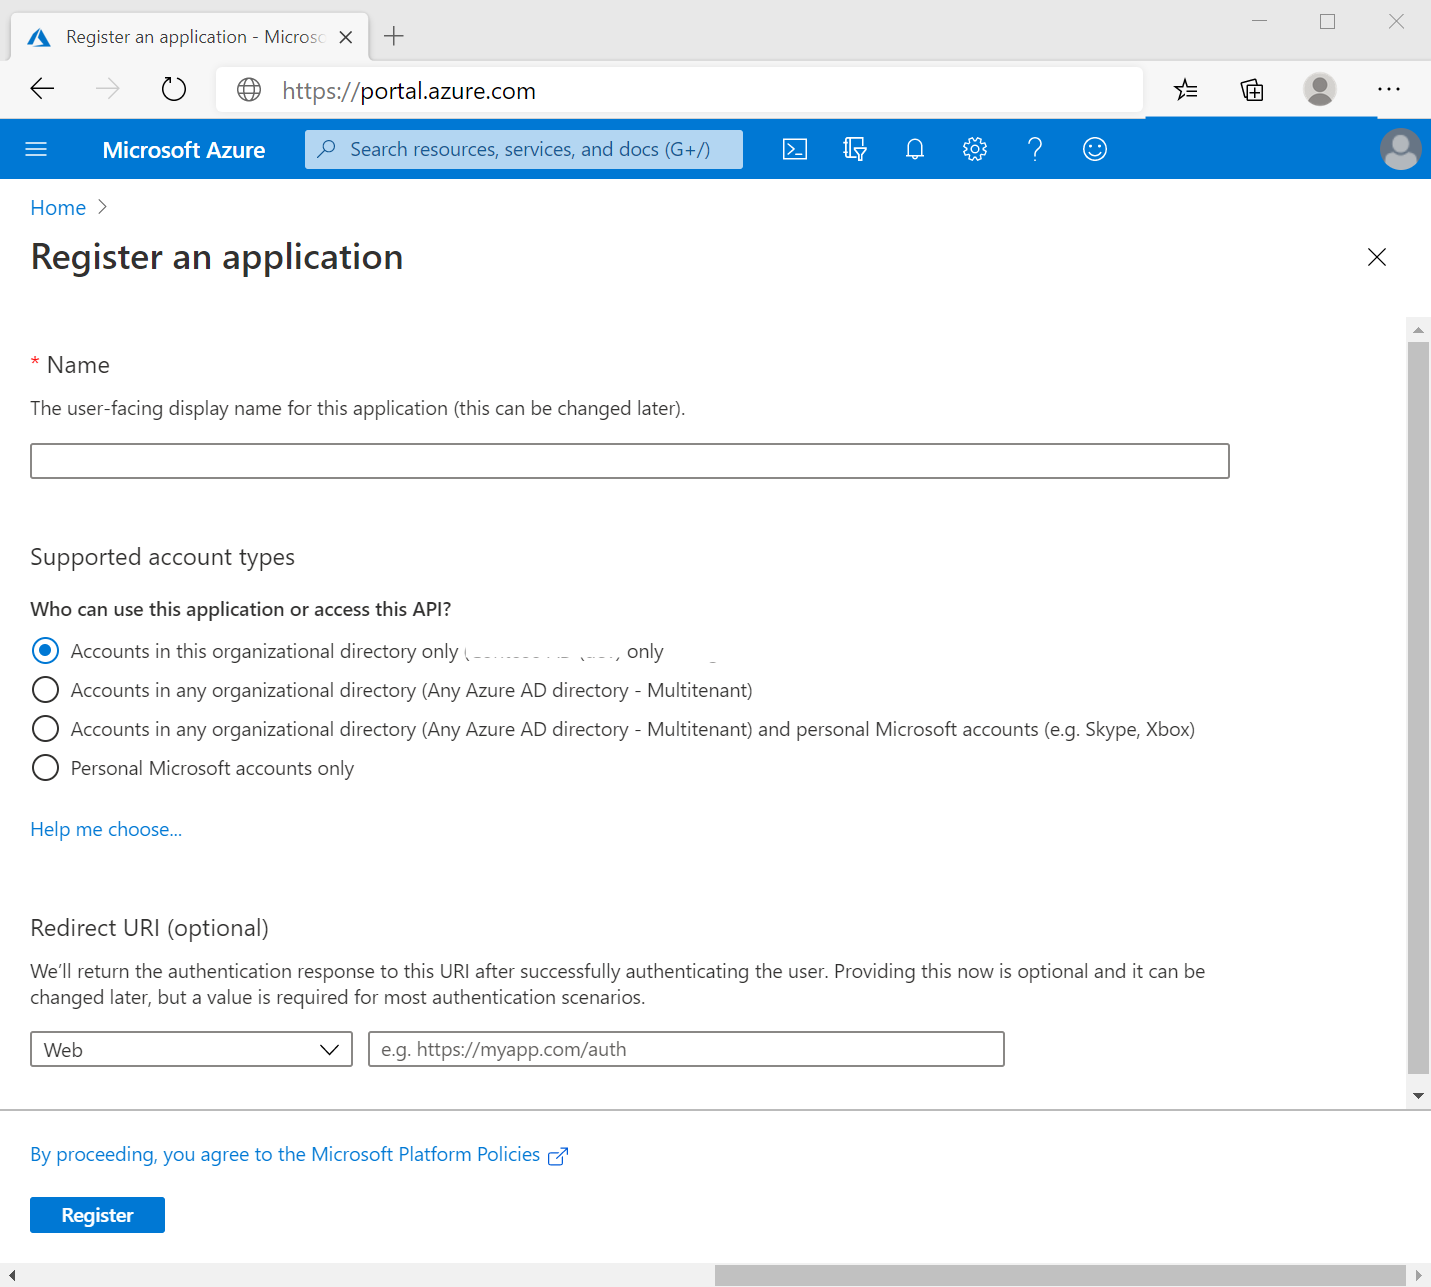 Register an application - Micros
https://portal.azure.com
Microsoft Azure
Search resources, services, and docs (G+/)
Home
Register an application
* Name
The user-facing display name for this application (this can be changed later).
Supported account types
Who can use this application or access this API?
Accounts in this organizational directory only only
Accounts in any organizational directory (Any Azure AD directory - Multitenant)
Accounts in any organizational directory (Any Azure AD directory - Multitenant) and personal Microsoft accounts (e.g. Skype, Xbox)
Personal Microsoft accounts only
Help me choose...
Redirect URI (optional)
We'll return the authentication response to this URI after successfully authenticating the user. Providing this now is optional and it can be
changed later, but a value is required for most authentication scenarios.
Web
e.g. https://myapp.com/auth
By proceeding, you agree to the Microsoft Platform Policies
Register